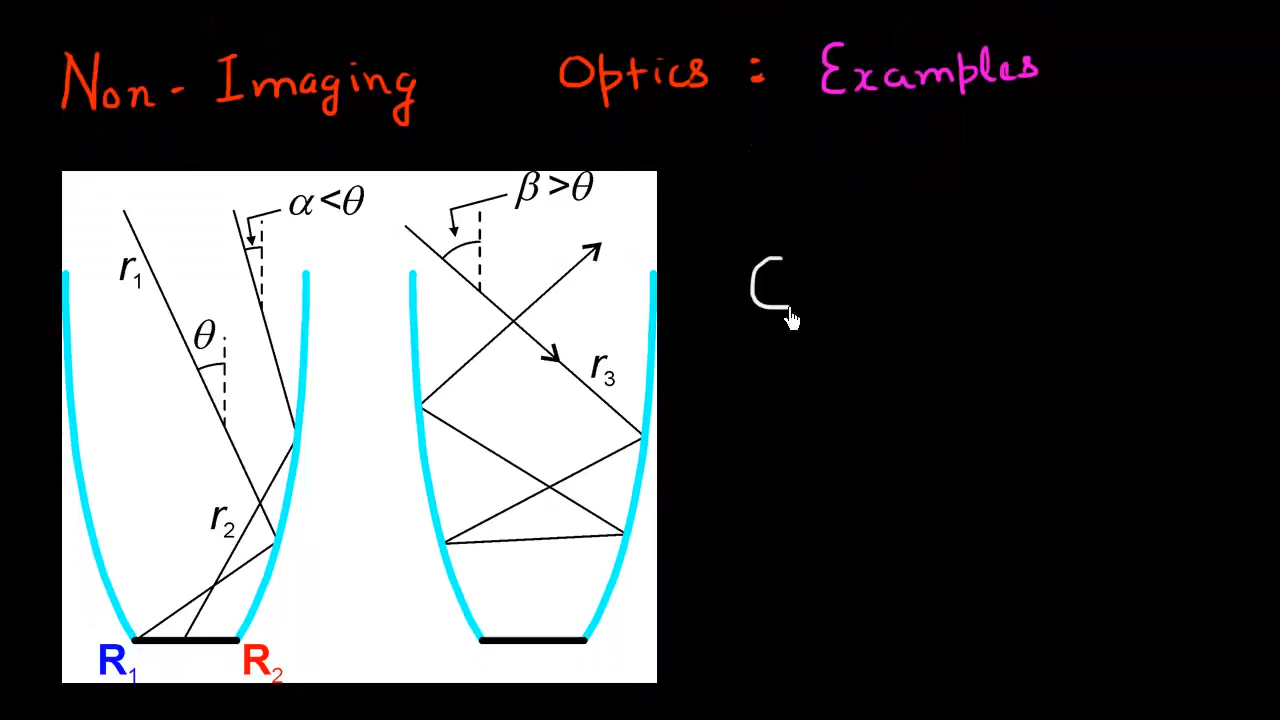 Non-Imaging Optics : Examples
α<θ
β>θ
r1
θ
r3
r2
R1 R2
C